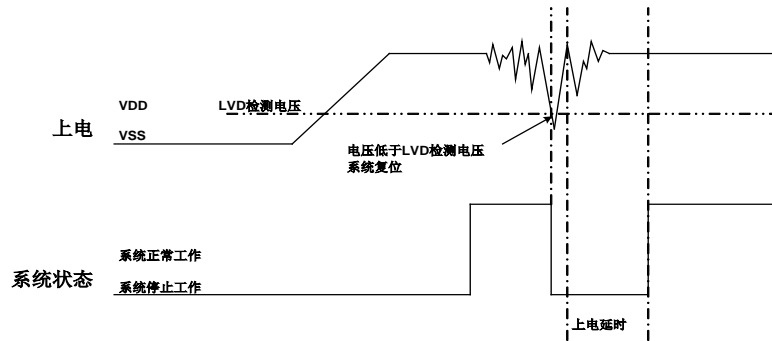 VDD
LVD检测电压
上电
VSS
电压低于LVD检测电压
系统复位
系统正常工作
系统状态
系统停止工作
上电延时